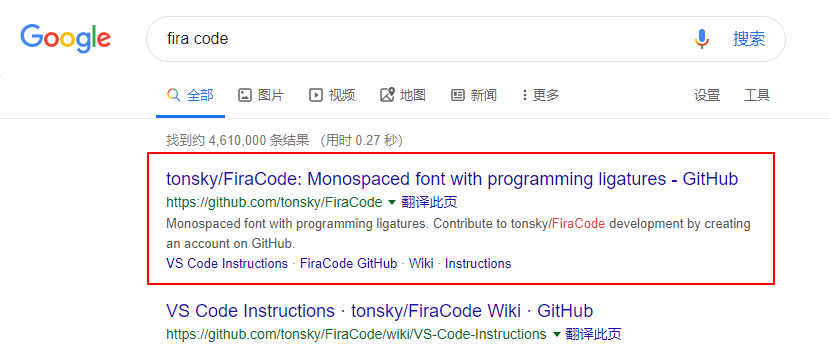 Google
fira code
搜索
全部 图片 视频 地图 新闻 更多 设置 工具
找到约 4,610,000 条结果 （用时 0.27 秒）
tonsky/FiraCode: Monospaced font with programming ligatures - GitHub
https://github.com/tonsky/FiraCode 翻译此页
Monospaced font with programming ligatures. Contribute to tonsky/FiraCode development by creating
an account on GitHub.
VS Code Instructions · FiraCode GitHub · Wiki · Instructions
VS Code Instructions · tonsky/FiraCode Wiki · GitHub
https://github.com/tonsky/FiraCode/wiki/VS-Code-Instructions 翻译此页